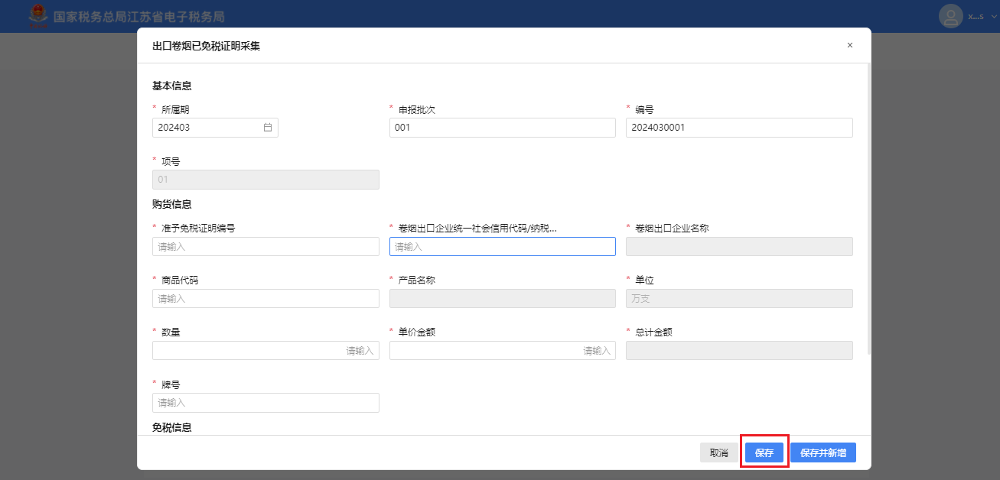 国家税务总局江苏省电子税务局
x...s
出口卷烟已免税证明采集
×
基本信息
* 所属期
* 申报批次
* 编号
202403
001
2024030001
* 项号
01
购货信息
* 准予免税证明编号
* 卷烟出口企业统一社会信用代码/纳税...
* 卷烟出口企业名称
请输入
请输入
* 商品代码
* 产品名称
* 单位
请输入
万支
* 数量
* 单价金额
* 总计金额
请输入
请输入
* 牌号
请输入
免税信息
取消
保存
保存并新增